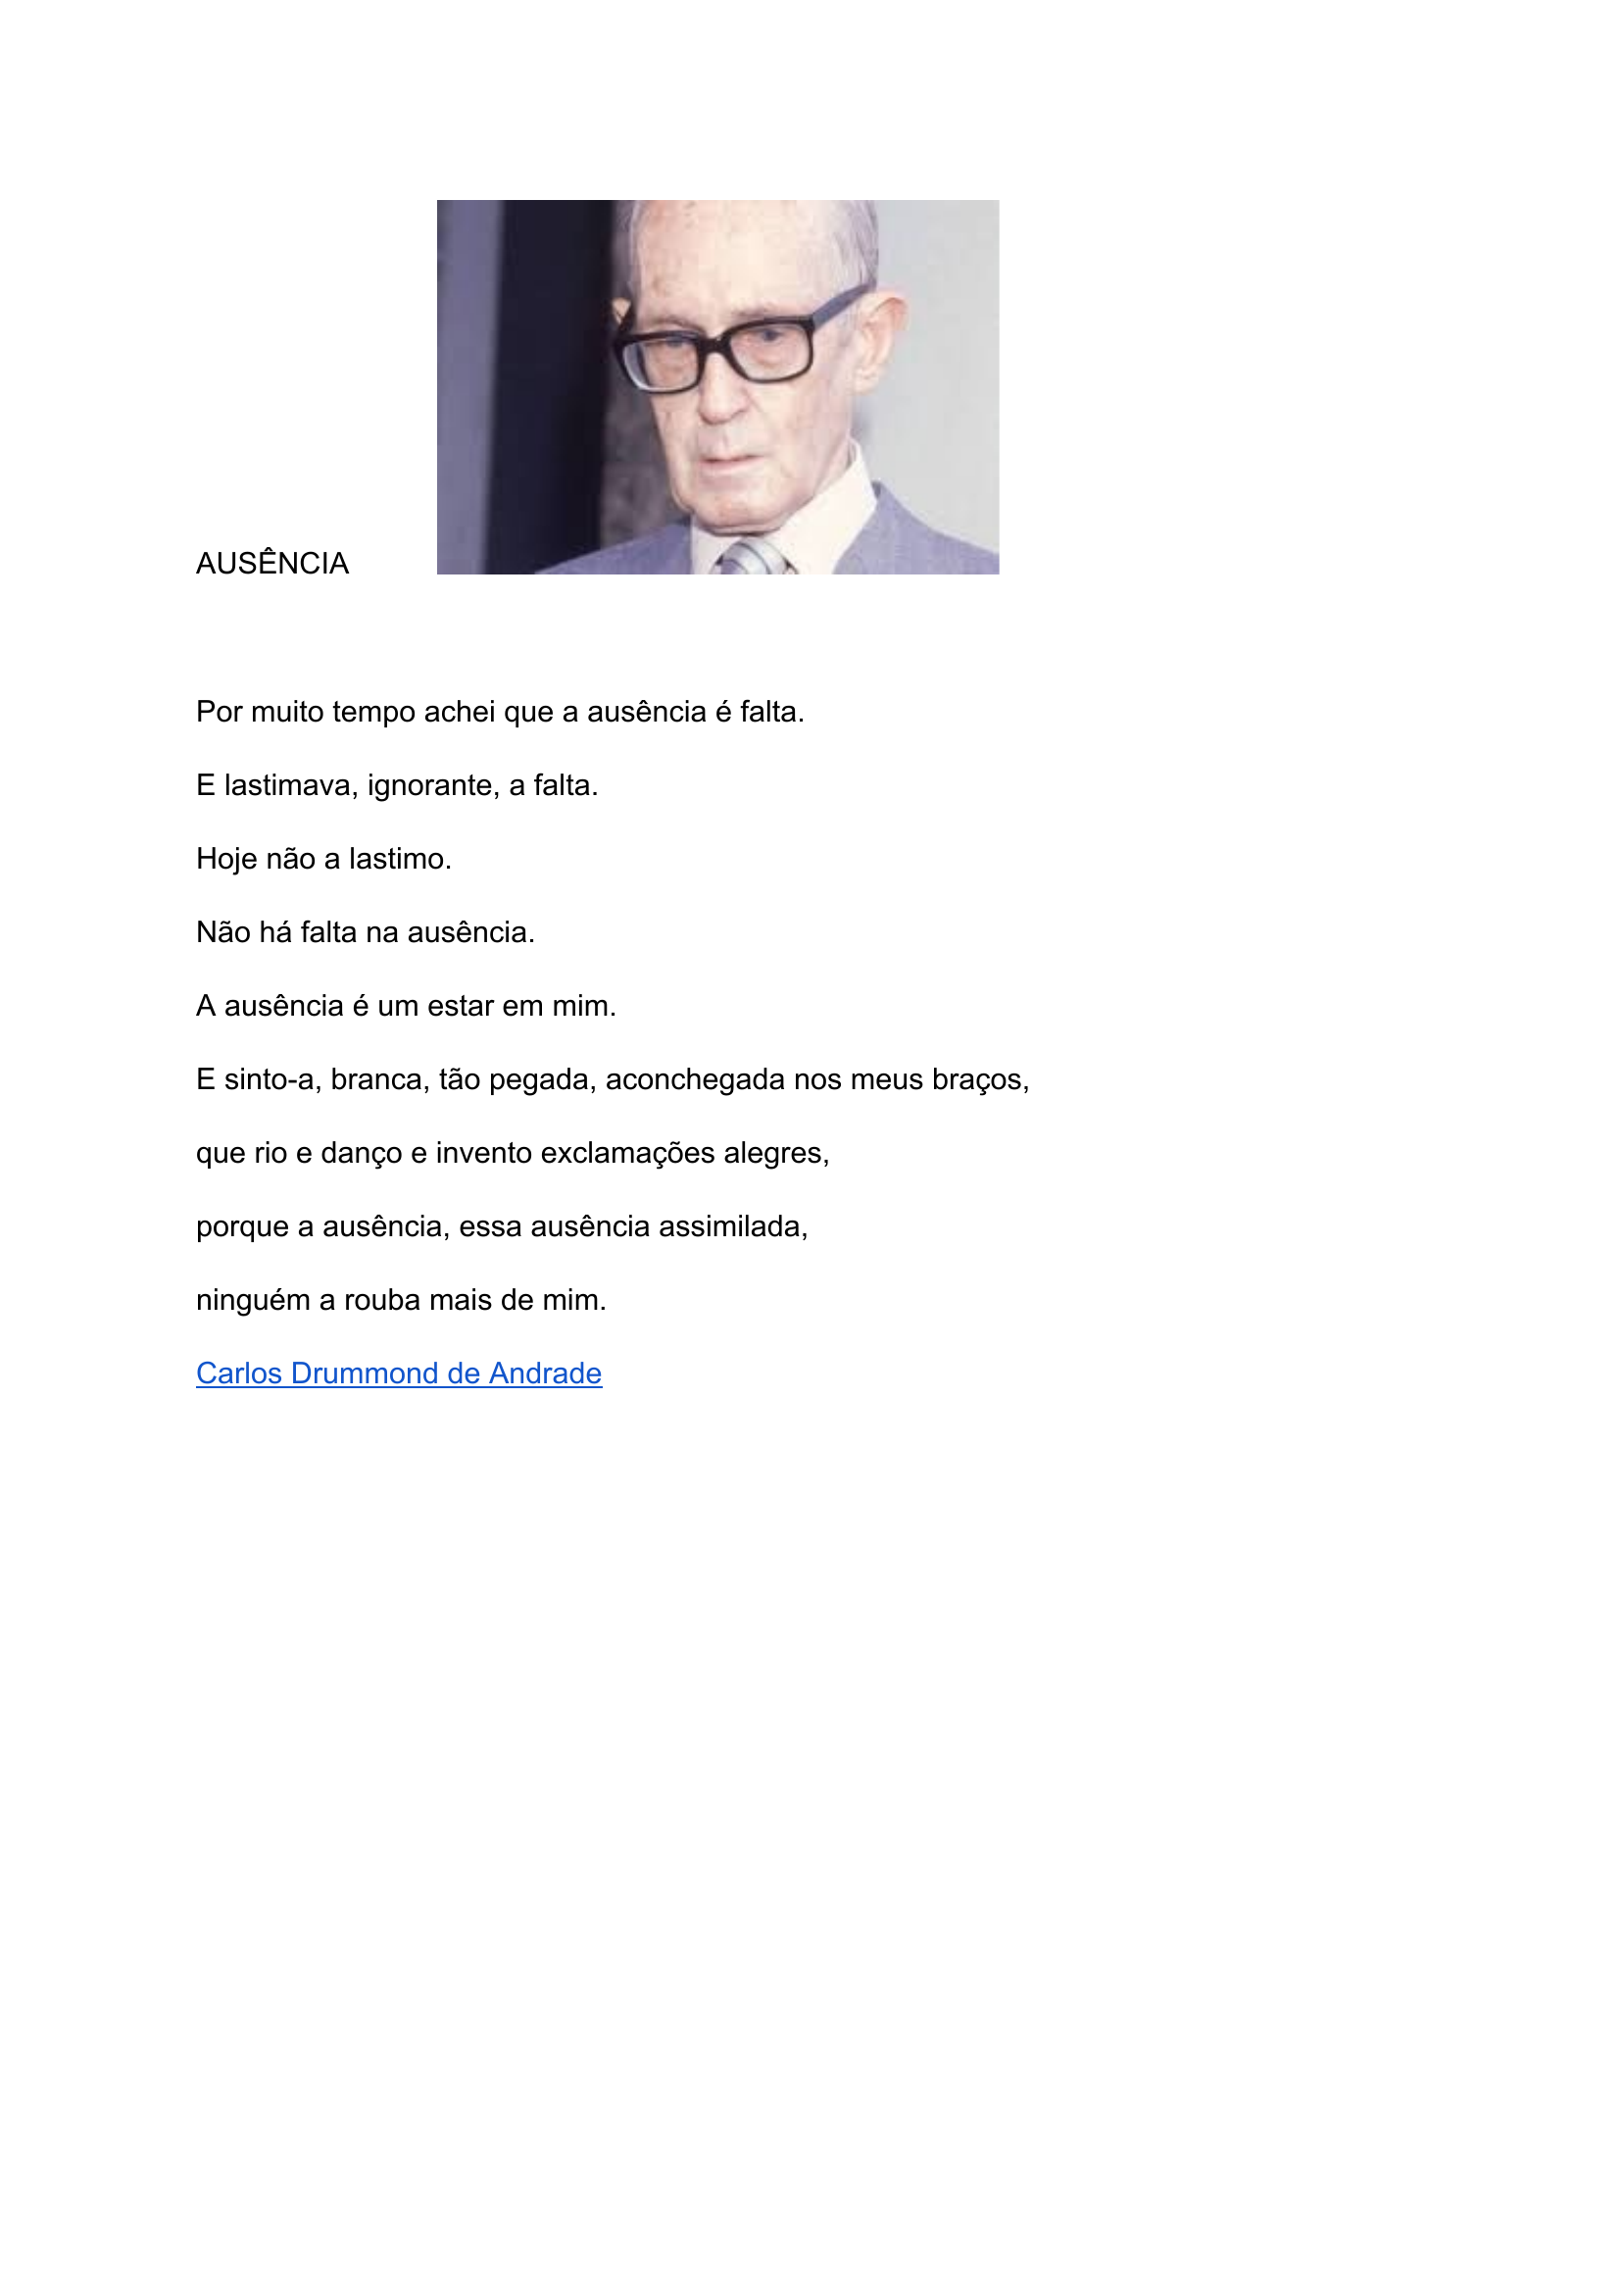 AUSÊNCIA
Por muito tempo achei que a ausência é falta.
E lastimava, ignorante, a falta.
Hoje não a lastimo.
Não há falta na ausência.
A ausência é um estar em mim.
E sinto-a, branca, tão pegada, aconchegada nos meus braços,
que rio e danço e invento exclamações alegres,
porque a ausência, essa ausência assimilada,
ninguém a rouba mais de mim.
Carlos Drummond de Andrade